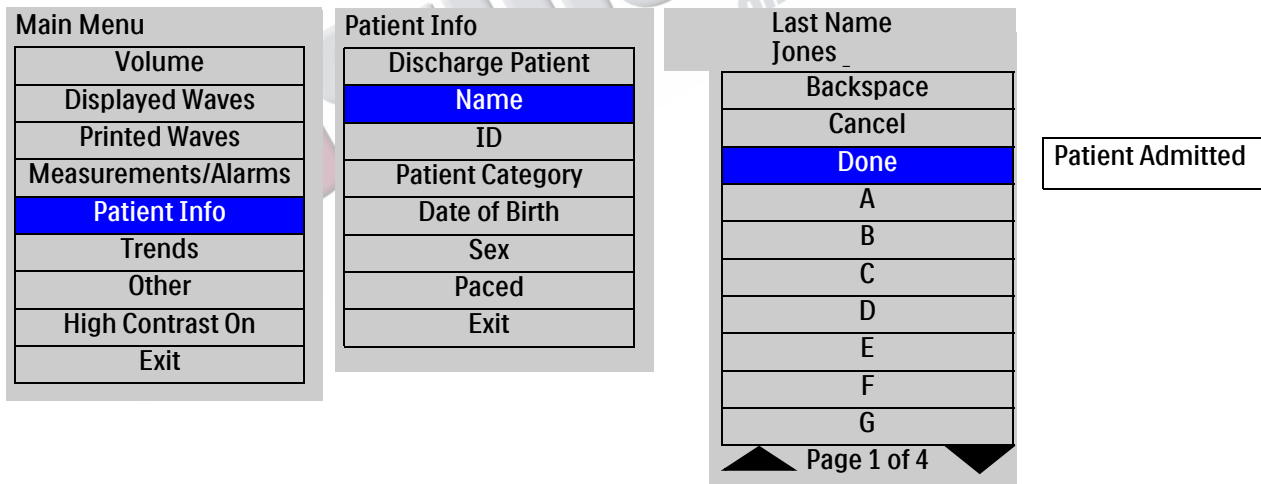 Main Menu
Volume
Displayed Waves
Printed Waves
Measurements/Alarms
Patient Info
Trends
Other
High Contrast On
Exit
Patient Info
Discharge Patient
Name
ID
Patient Category
Date of Birth
Sex
Paced
Exit
Last Name
Jones _
Backspace
Cancel
Done
A
B
C
D
E
F
G
Page 1 of 4
Patient Admitted